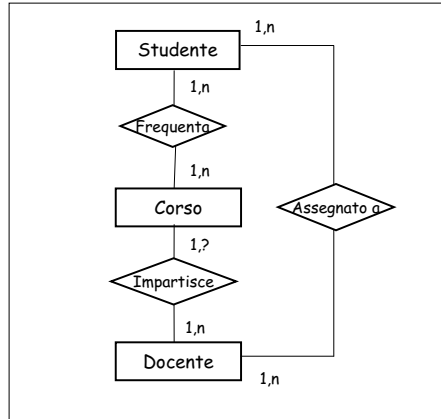 1,n
Studente
1,n
Frequenta
1,n
Corso
Assegnato a
1,?
Impartisce
1,n
Docente
1,n